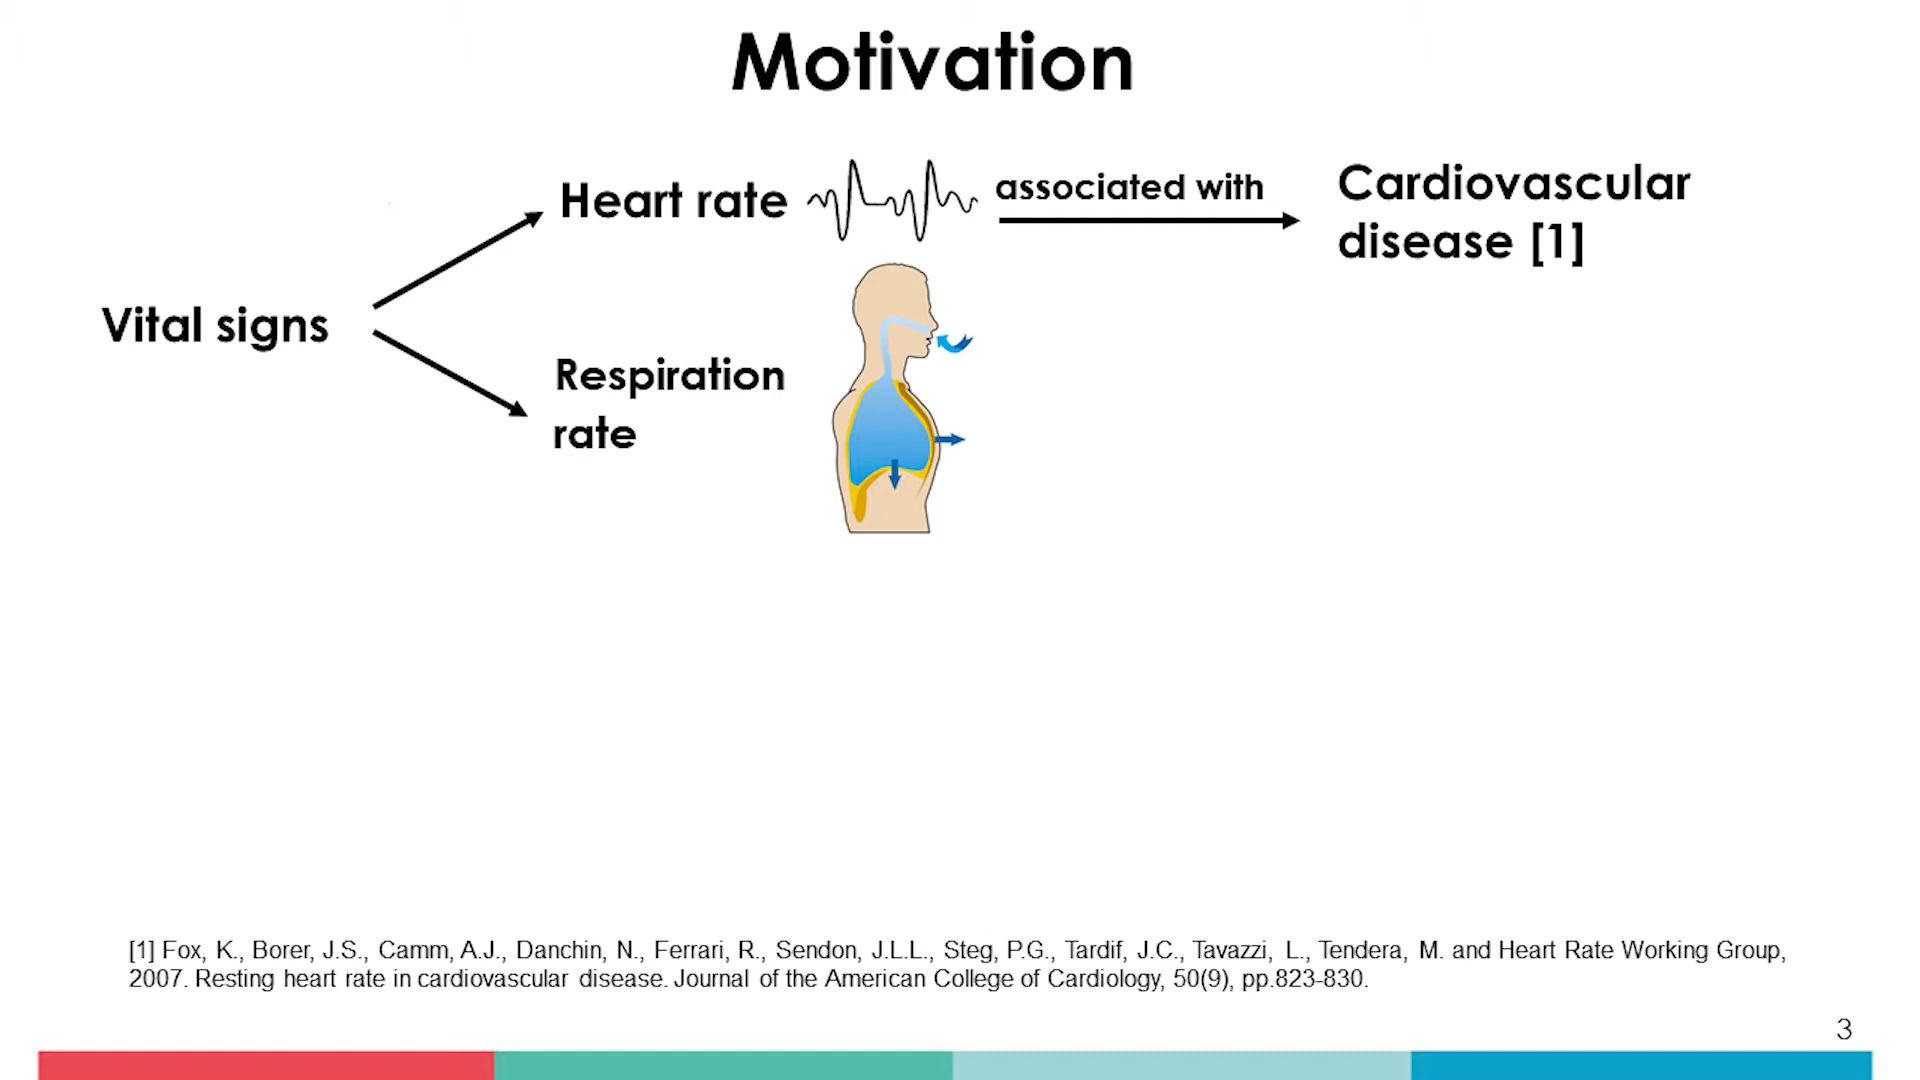 Motivation
Heart rate
associated with
Cardiovascular
disease [1]
Vital signs
Respiration
rate
[1] Fox, K., Borer, J.S., Camm, A.J., Danchin, N., Ferrari, R., Sendon, J.L.L., Steg, P.G., Tardif, J.C., Tavazzi, L., Tendera, M. and Heart Rate Working Group,
2007. Resting heart rate in cardiovascular disease. Journal of the American College of Cardiology, 50(9), pp.823-830.
3